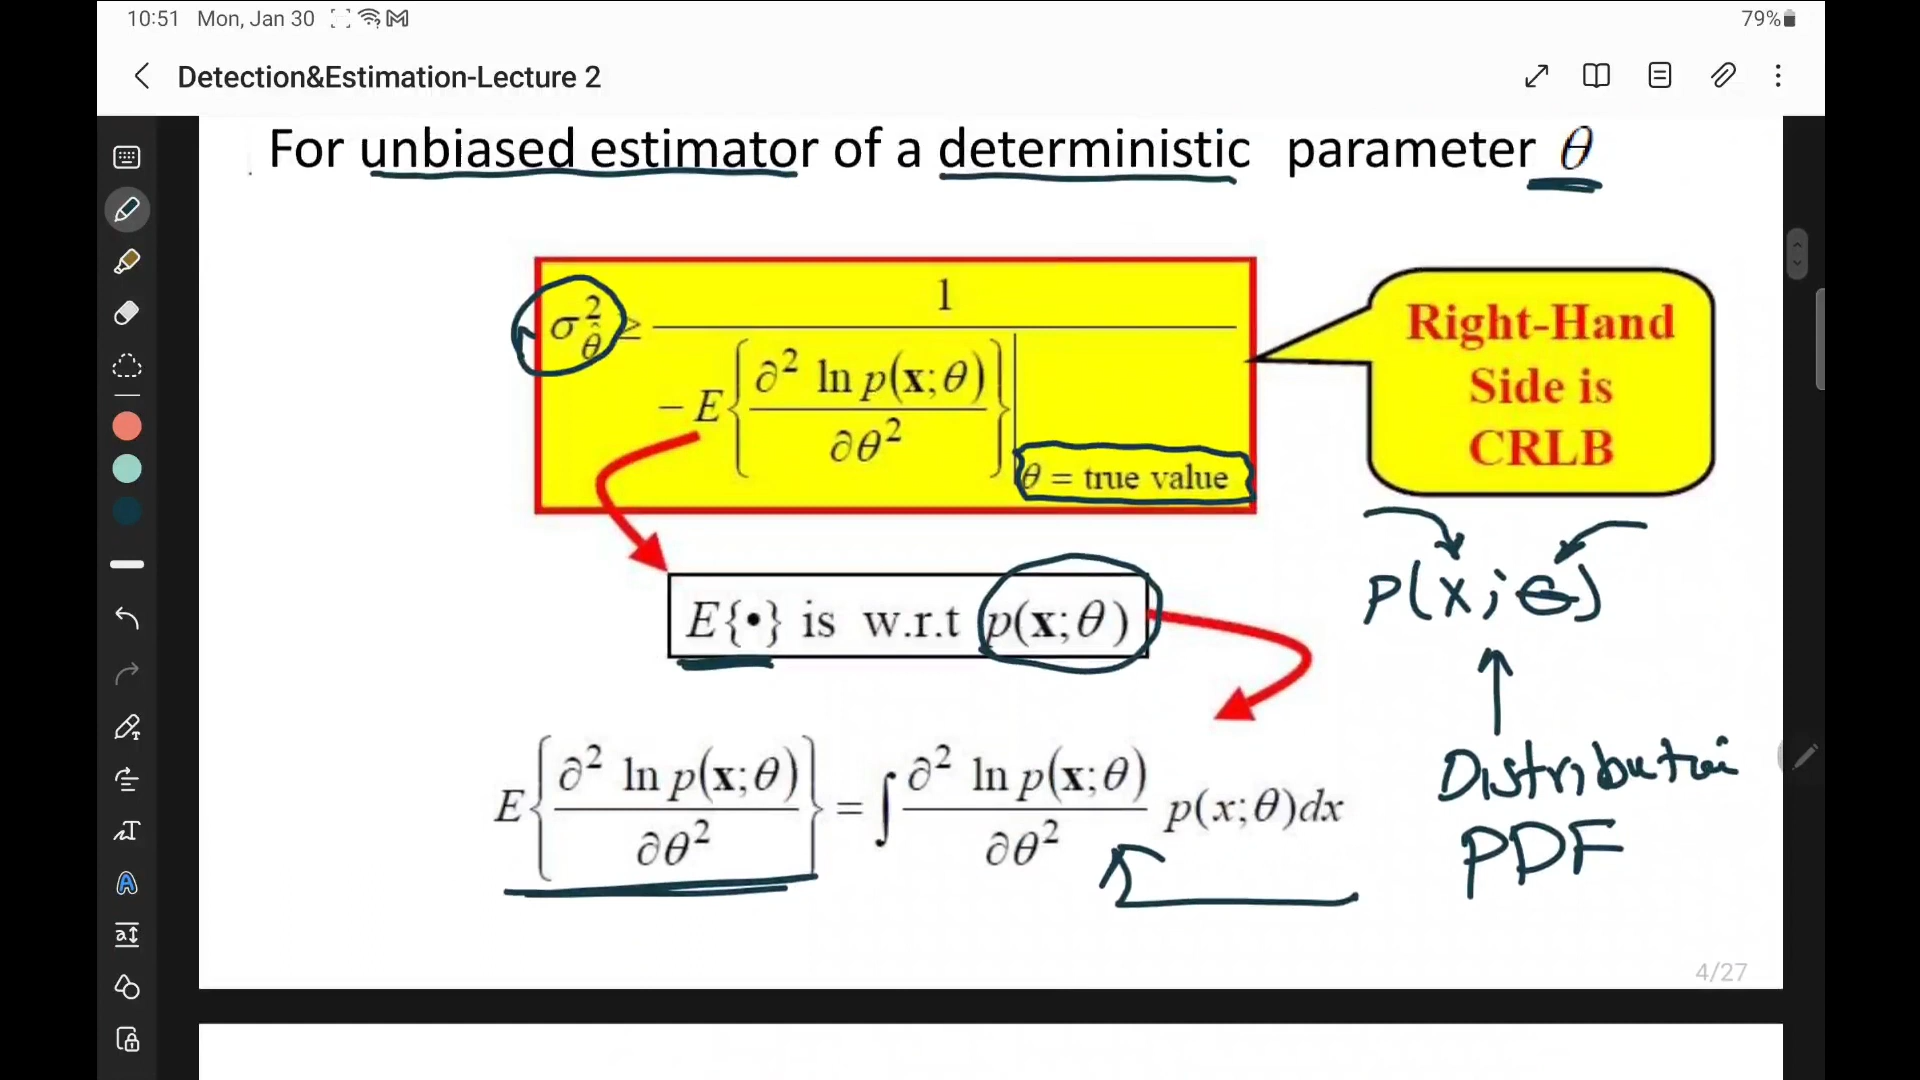 10:51 Mon, Jan 30
79%
Detection&Estimation-Lecture 2
For unbiased estimator of a deterministic parameter θ
σ²_θ̂ ≥ 1 / −E{∂² ln p(x;θ) / ∂θ²} | θ = true value
Right-Hand
Side is
CRLB
p(x;θ)
E{•} is w.r.t p(x;θ)
E{∂² ln p(x;θ) / ∂θ²} = ∫ ∂² ln p(x;θ) / ∂θ² p(x;θ)dx
Distribution
PDF
4/27